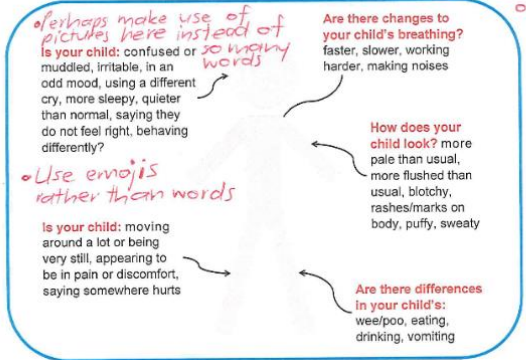 •Perhaps make use of
pictures here instead of
so many
words
Is your child: confused or
muddled, irritable, in an
odd mood, using a different
cry, more sleepy, quieter
than normal, saying they
do not feel right, behaving
differently?
Are there changes to
your child's breathing?
faster, slower, working
harder, making noises
How does your
child look? more
pale than usual,
more flushed than
usual, blotchy,
rashes/marks on
body, puffy, sweaty
•Use emojis
rather than words
Is your child: moving
around a lot or being
very still, appearing to
be in pain or discomfort,
saying somewhere hurts
Are there differences
in your child's:
wee/poo, eating,
drinking, vomiting